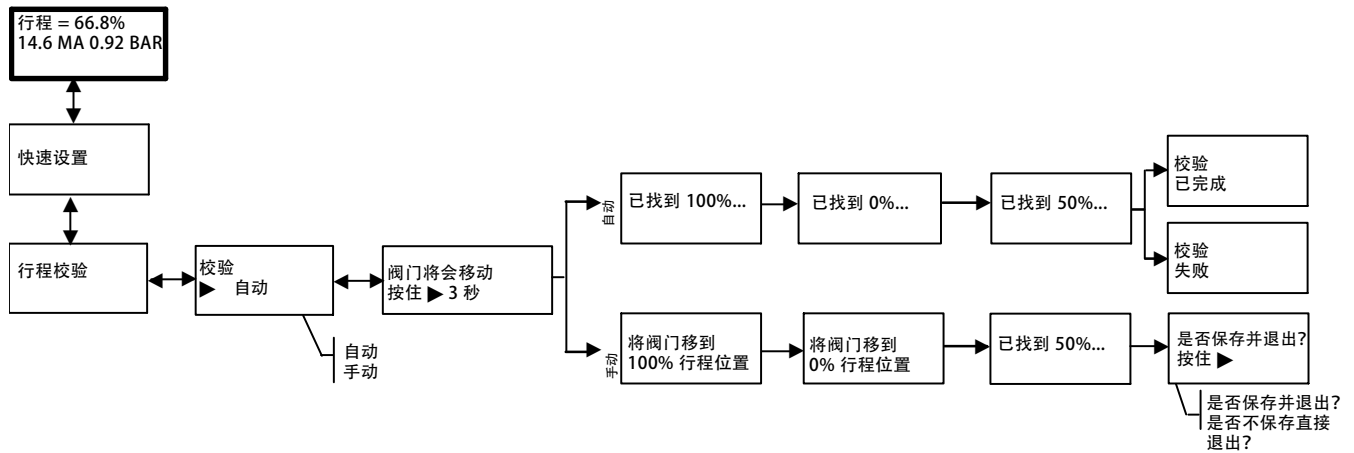 行程 = 66.8%
14.6 MA 0.92 BAR
快速设置
行程校验
校验
▶ 自动
自动
手动
阀门将会移动
按住 ▶ 3 秒
自动
已找到 100%...
已找到 0%...
已找到 50%...
校验
已完成
校验
失败
手动
将阀门移到
100% 行程位置
将阀门移到
0% 行程位置
已找到 50%...
是否保存并退出?
按住 ▶
是否保存并退出?
是否不保存直接
退出?